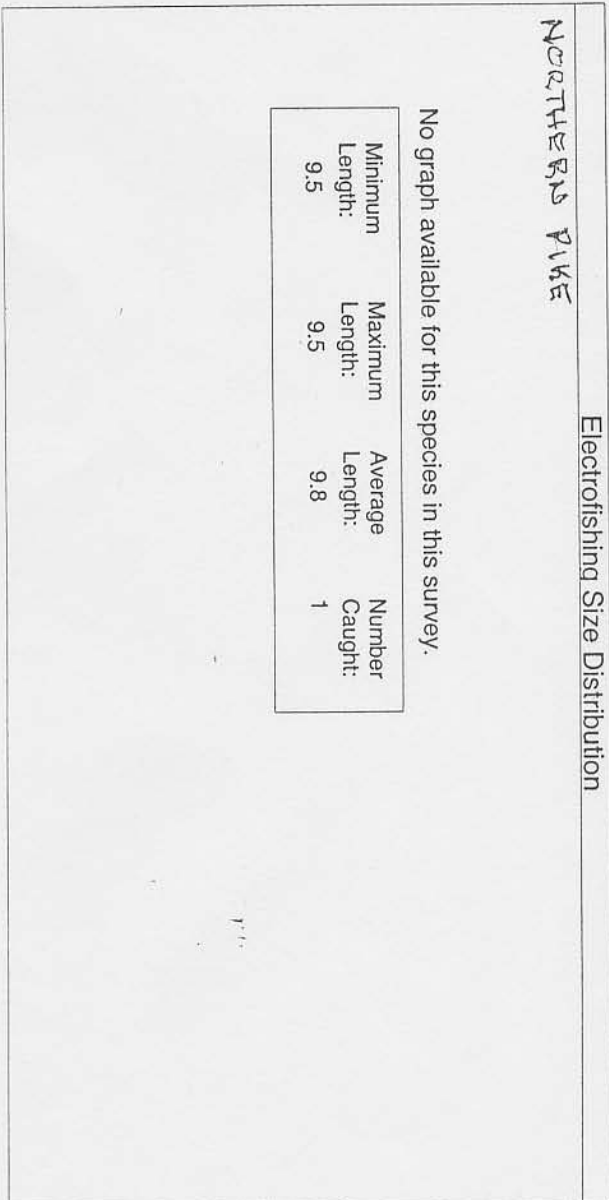 Electrofishing Size Distribution
NORTHERN PIKE
No graph available for this species in this survey.
Minimum Length: Maximum Length: Average Length: Number Caught:
9.5 9.5 9.8 1